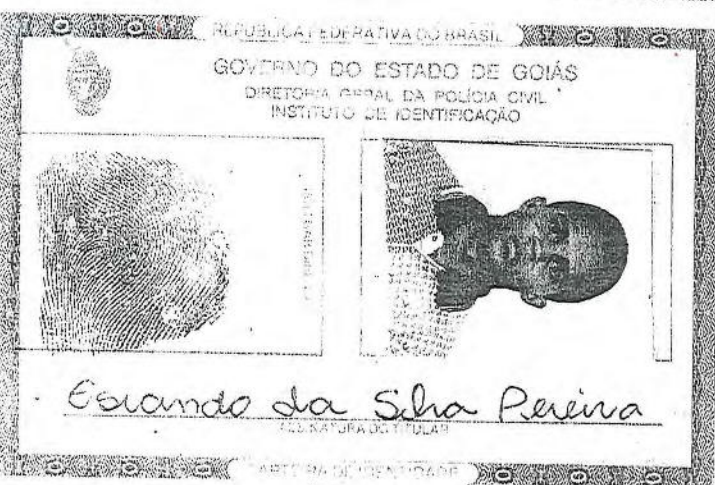 REPÚBLICA FEDERATIVA DO BRASIL
GOVERNO DO ESTADO DE GOIÁS
DIRETORIA GERAL DA POLÍCIA CIVIL
INSTITUTO DE IDENTIFICAÇÃO
da Silva Pereira
ASSINATURA DO TITULAR
CARTEIRA DE IDENTIDADE